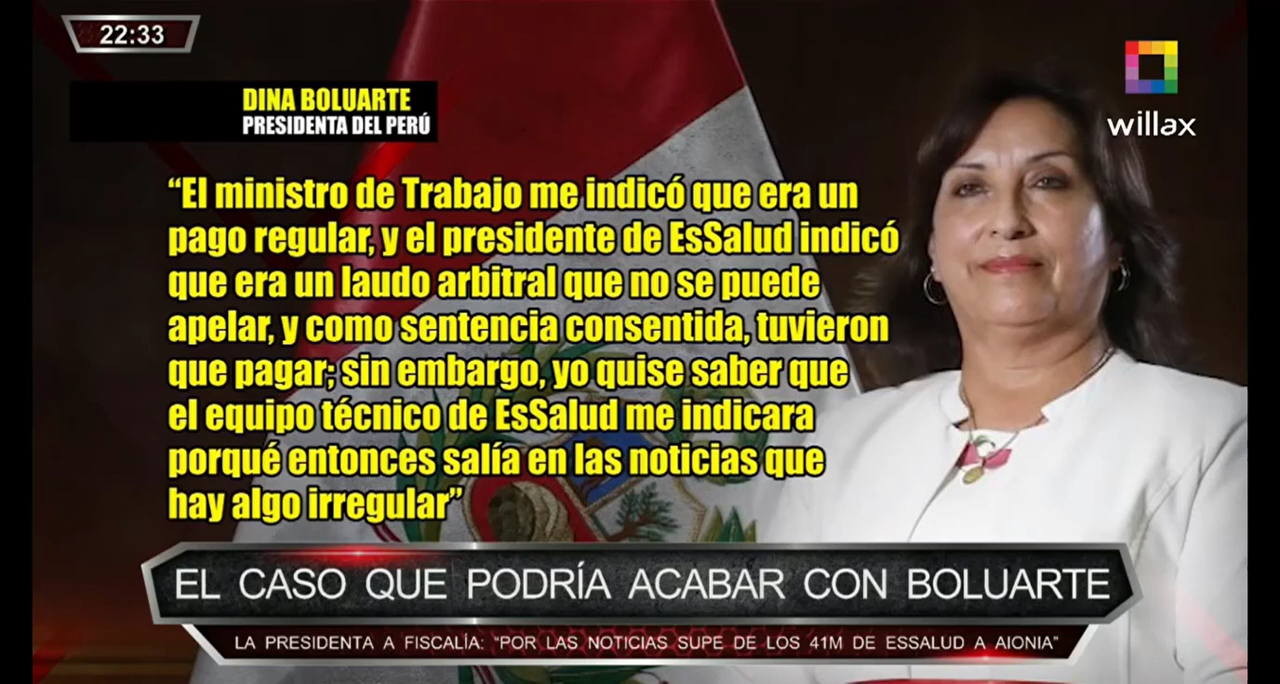 22:33
willax
DINA BOLUARTE
PRESIDENTA DEL PERÚ
“El ministro de Trabajo me indicó que era un
pago regular, y el presidente de EsSalud indicó
que era un laudo arbitral que no se puede
apelar, y como sentencia consentida, tuvieron
que pagar; sin embargo, yo quise saber que
el equipo técnico de EsSalud me indicara
porqué entonces salía en las noticias que
hay algo irregular”
EL CASO QUE PODRÍA ACABAR CON BOLUARTE
LA PRESIDENTA A FISCALÍA: “POR LAS NOTICIAS SUPE DE LOS 41M DE ESSALUD A AIONIA”